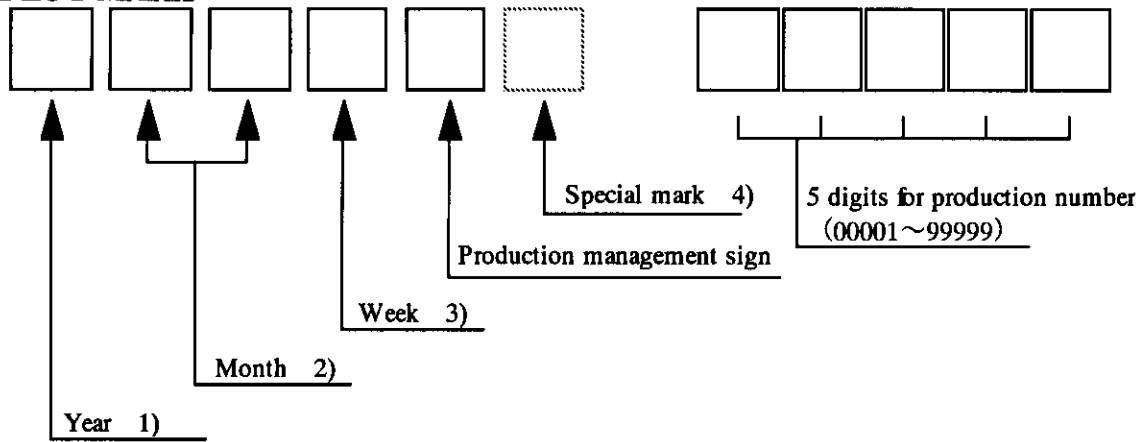 Special mark 4)
5 digits for production number
(00001～99999)
Production management sign
Week 3)
Month 2)
Year 1)